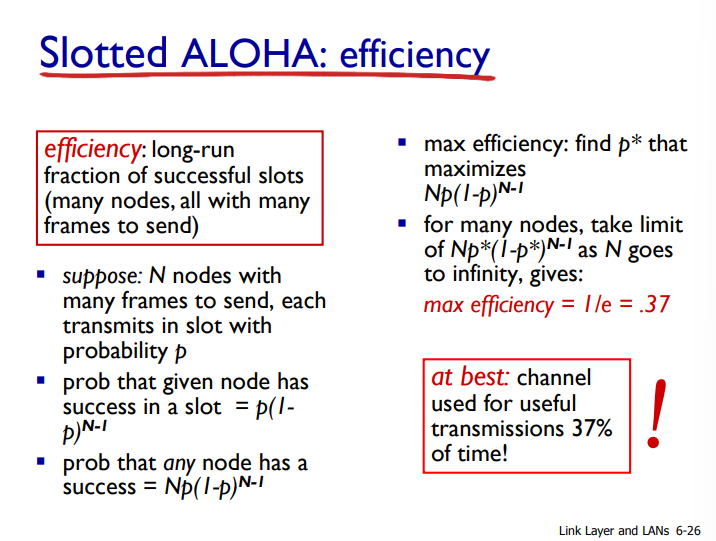 Slotted ALOHA: efficiency
efficiency: long-run
fraction of successful slots
(many nodes, all with many
frames to send)
suppose: N nodes with
many frames to send, each
transmits in slot with
probability p
prob that given node has
success in a slot = p(1-
p)^N-1
prob that any node has a
success = Np(1-p)^N-1
max efficiency: find p* that
maximizes
Np(1-p)^N-1
for many nodes, take limit
of Np*(1-p*)^N-1 as N goes
to infinity, gives:
max efficiency = 1/e = .37
at best: channel
used for useful
transmissions 37%
of time!
!
Link Layer and LANs 6-26